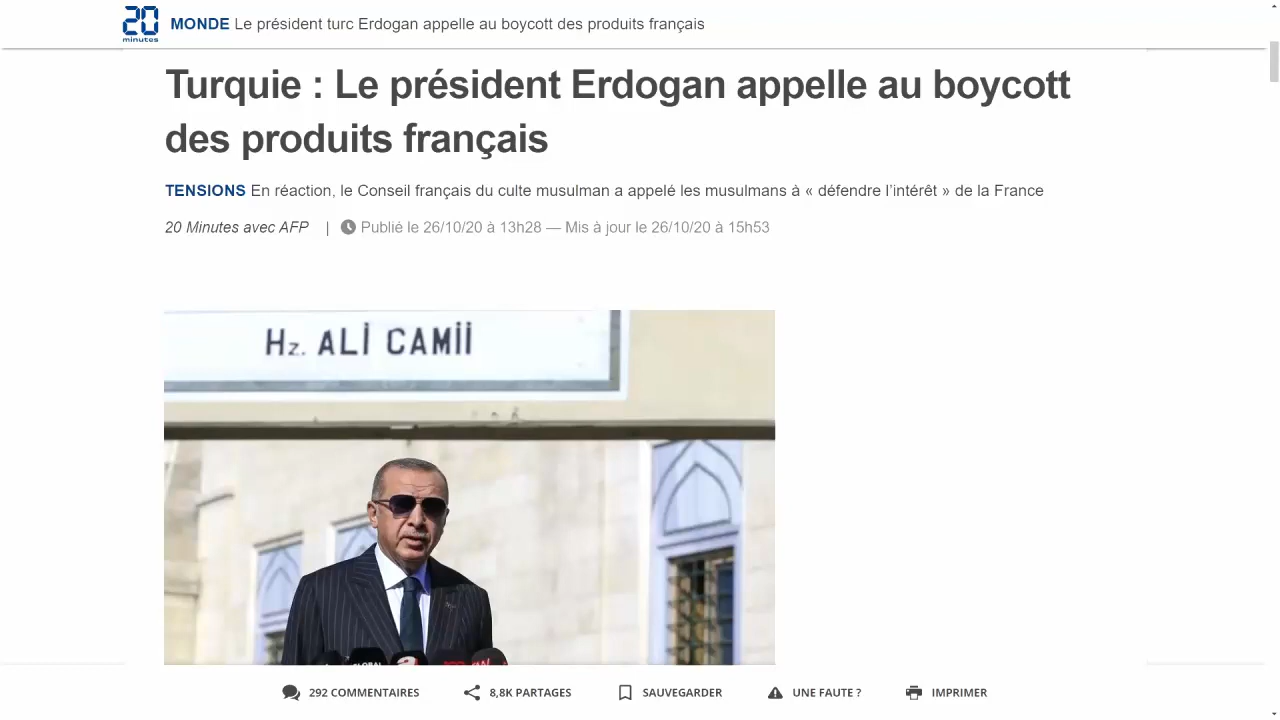 20 minutes MONDE Le président turc Erdogan appelle au boycott des produits français
Turquie : Le président Erdogan appelle au boycott
des produits français
TENSIONS En réaction, le Conseil français du culte musulman a appelé les musulmans à « défendre l'intérêt » de la France
20 Minutes avec AFP | Publié le 26/10/20 à 13h28 — Mis à jour le 26/10/20 à 15h53
Hz. ALİ CAMİİ
292 COMMENTAIRES 8,8K PARTAGES SAUVEGARDER UNE FAUTE ? IMPRIMER